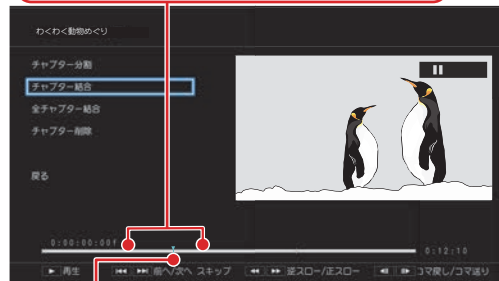 わくわく動物めぐり
チャプター分割
チャプター結合
全チャプター結合
チャプター削除
戻る
0:00:00:00f
0:12:10
再生 前へ/次へ スキップ 逆スロー/正スロー コマ戻し/コマ送り